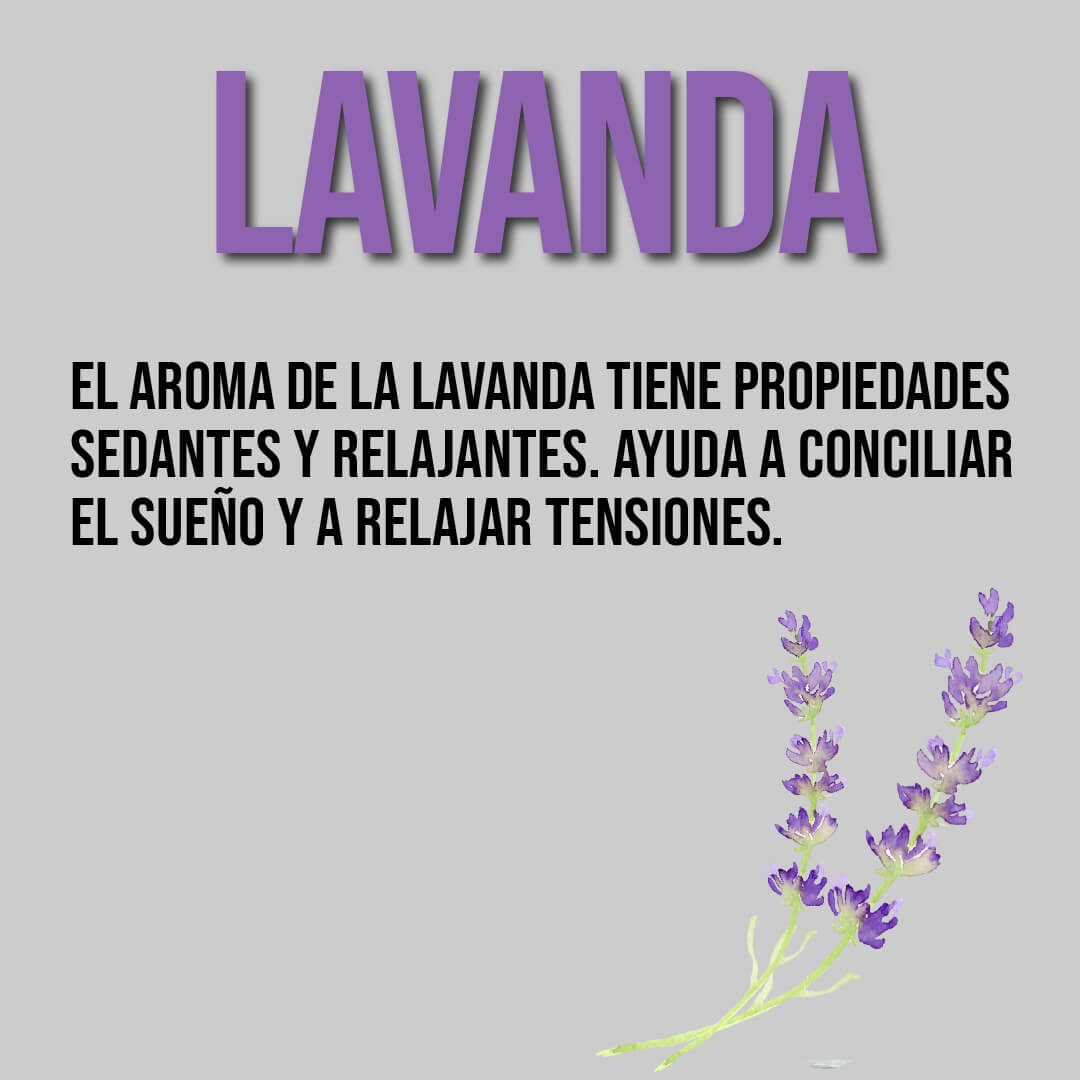 LAVANDA
EL AROMA DE LA LAVANDA TIENE PROPIEDADES
SEDANTES Y RELAJANTES. AYUDA A CONCILIAR
EL SUEÑO Y A RELAJAR TENSIONES.